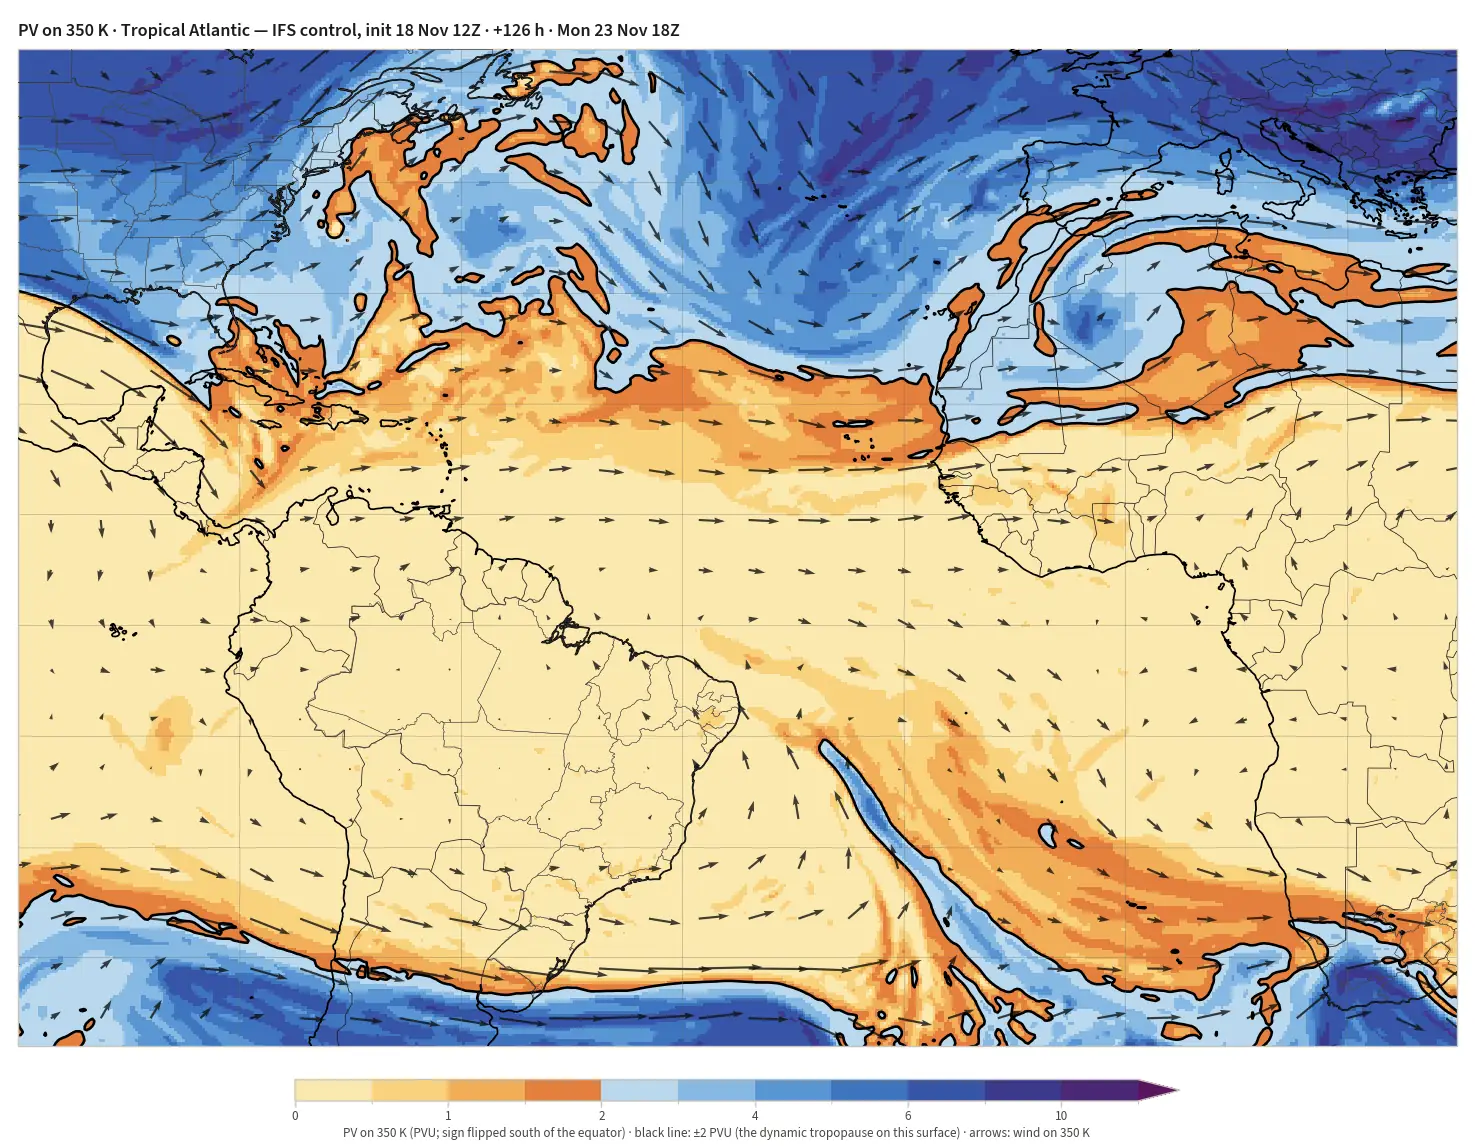 PV on 350 K · Tropical Atlantic — IFS control, init 18 Nov 12Z · +126 h · Mon 23 Nov 18Z
0 1 2 4 6 10
PV on 350 K (PVU; sign flipped south of the equator) · black line: ±2 PVU (the dynamic tropopause on this surface) · arrows: wind on 350 K